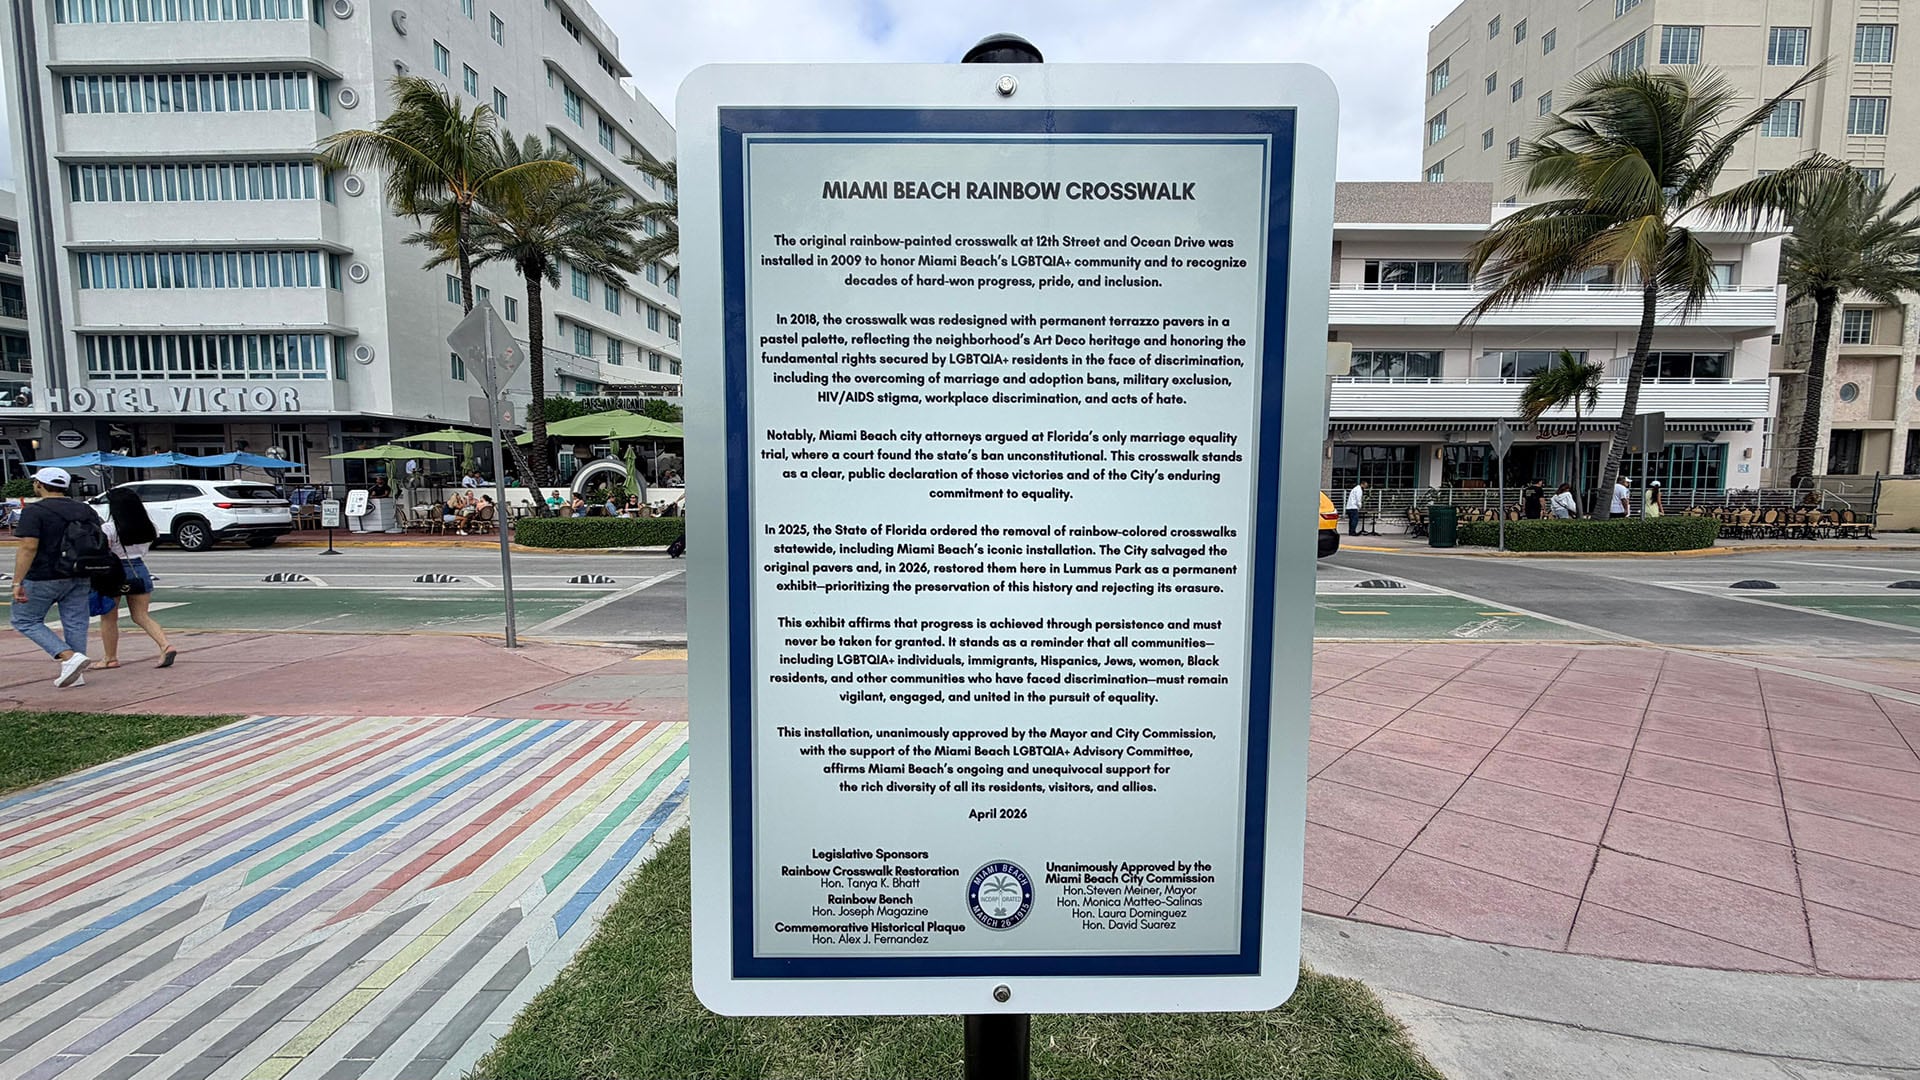 HOTEL VICTOR
MIAMI BEACH RAINBOW CROSSWALK
The original rainbow-painted crosswalk at 12th Street and Ocean Drive was
installed in 2009 to honor Miami Beach's LGBTQIA+ community and to recognize
decades of hard-won progress, pride, and inclusion.
In 2018, the crosswalk was redesigned with permanent terrazzo pavers in a
pastel palette, reflecting the neighborhood's Art Deco heritage and honoring the
fundamental rights secured by LGBTQIA+ residents in the face of discrimination,
including the overcoming of marriage and adoption bans, military exclusion,
HIV/AIDS stigma, workplace discrimination, and acts of hate.
Notably, Miami Beach city attorneys argued at Florida's only marriage equality
trial, where a court found the state's ban unconstitutional. This crosswalk stands
as a clear, public declaration of those victories and of the City's enduring
commitment to equality.
In 2025, the State of Florida ordered the removal of rainbow-colored crosswalks
statewide, including Miami Beach's iconic installation. The City salvaged the
original pavers and, in 2026, restored them here in Lummus Park as a permanent
exhibit—prioritizing the preservation of this history and rejecting its erasure.
This exhibit affirms that progress is achieved through persistence and must
never be taken for granted. It stands as a reminder that all communities—
including LGBTQIA+ individuals, immigrants, Hispanics, Jews, women, Black
residents, and other communities who have faced discrimination—must remain
vigilant, engaged, and united in the pursuit of equality.
This installation, unanimously approved by the Mayor and City Commission,
with the support of the Miami Beach LGBTQIA+ Advisory Committee,
affirms Miami Beach's ongoing and unequivocal support for
the rich diversity of all its residents, visitors, and allies.
April 2026
Legislative Sponsors
Rainbow Crosswalk Restoration
Hon. Tanya K. Bhatt
Rainbow Bench
Hon. Joseph Magazine
Commemorative Historical Plaque
Hon. Alex J. Fernandez
MIAMI BEACH
INCORPORATED
MARCH 26 1915
Unanimously Approved by the
Miami Beach City Commission
Hon.Steven Meiner, Mayor
Hon. Monica Matteo-Salinas
Hon. Laura Dominguez
Hon. David Suarez